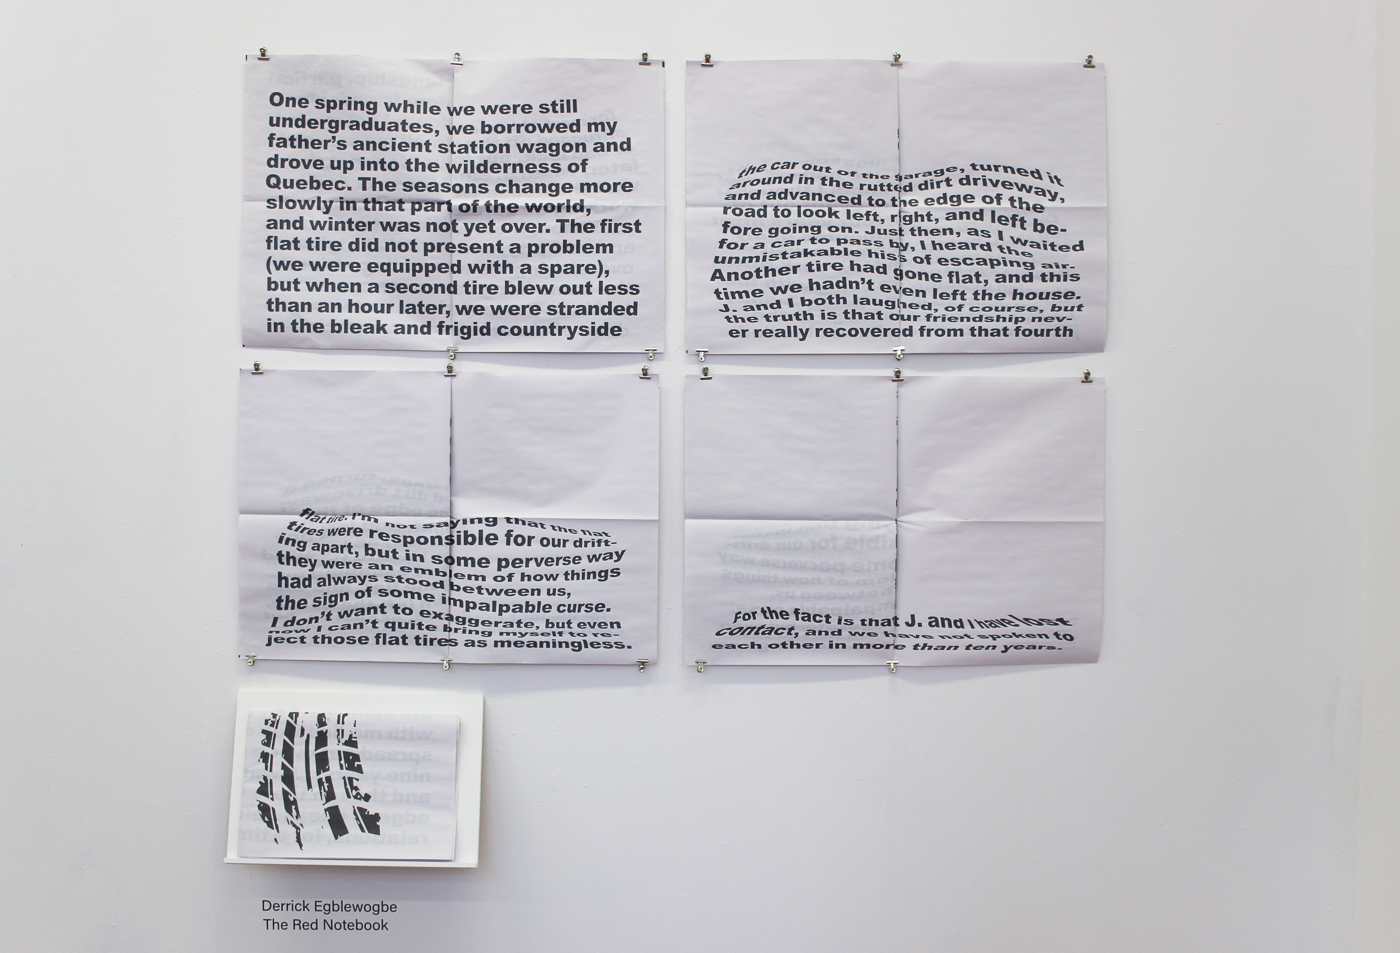 One spring while we were still
undergraduates, we borrowed my
father's ancient station wagon and
drove up into the wilderness of
Quebec. The seasons change more
slowly in that part of the world,
and winter was not yet over. The first
flat tire did not present a problem
(we were equipped with a spare),
but when a second tire blew out less
than an hour later, we were stranded
in the bleak and frigid countryside
the car out of the garage, turned it
around in the rutted dirt driveway,
and advanced to the edge of the
road to look left, right, and left be-
fore going on. Just then, as I waited
for a car to pass by, I heard the
unmistakable hiss of escaping air.
Another tire had gone flat, and this
time we hadn't even left the house.
J. and I both laughed, of course, but
the truth is that our friendship nev-
er really recovered from that fourth
flat tire. I'm not saying that the flat
tires were responsible for our drift-
ing apart, but in some perverse way
they were an emblem of how things
had always stood between us,
the sign of some impalpable curse.
I don't want to exaggerate, but even
now I can't quite bring myself to re-
ject those flat tires as meaningless.
For the fact is that J. and I have lost
contact, and we have not spoken to
each other in more than ten years.
Derrick Egblewogbe
The Red Notebook